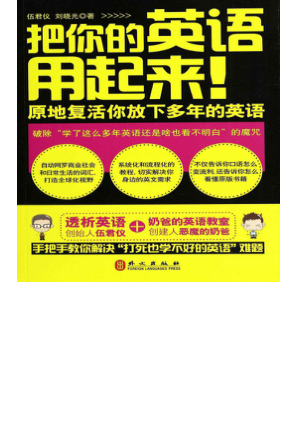 伍君仪 刘晓光◎著 >>>>>
把你的英语
用起来!
原地复活你放下多年的英语
破除“学了这么多年英语还是啥也看不明白”的魔咒
自动网罗商业社会
和日常生活的词汇,
打造全球化视野
系统化和流程化的
教程,切实解决你
身边的英文需求
不仅告诉你口语怎么
变流利,还告诉你怎么
看懂原版书籍
透析英语
创始人伍君仪
+
奶爸的英语教室
创建人恶魔的奶爸
手把手教你解决“打死也学不好的英语”难题
外文出版社